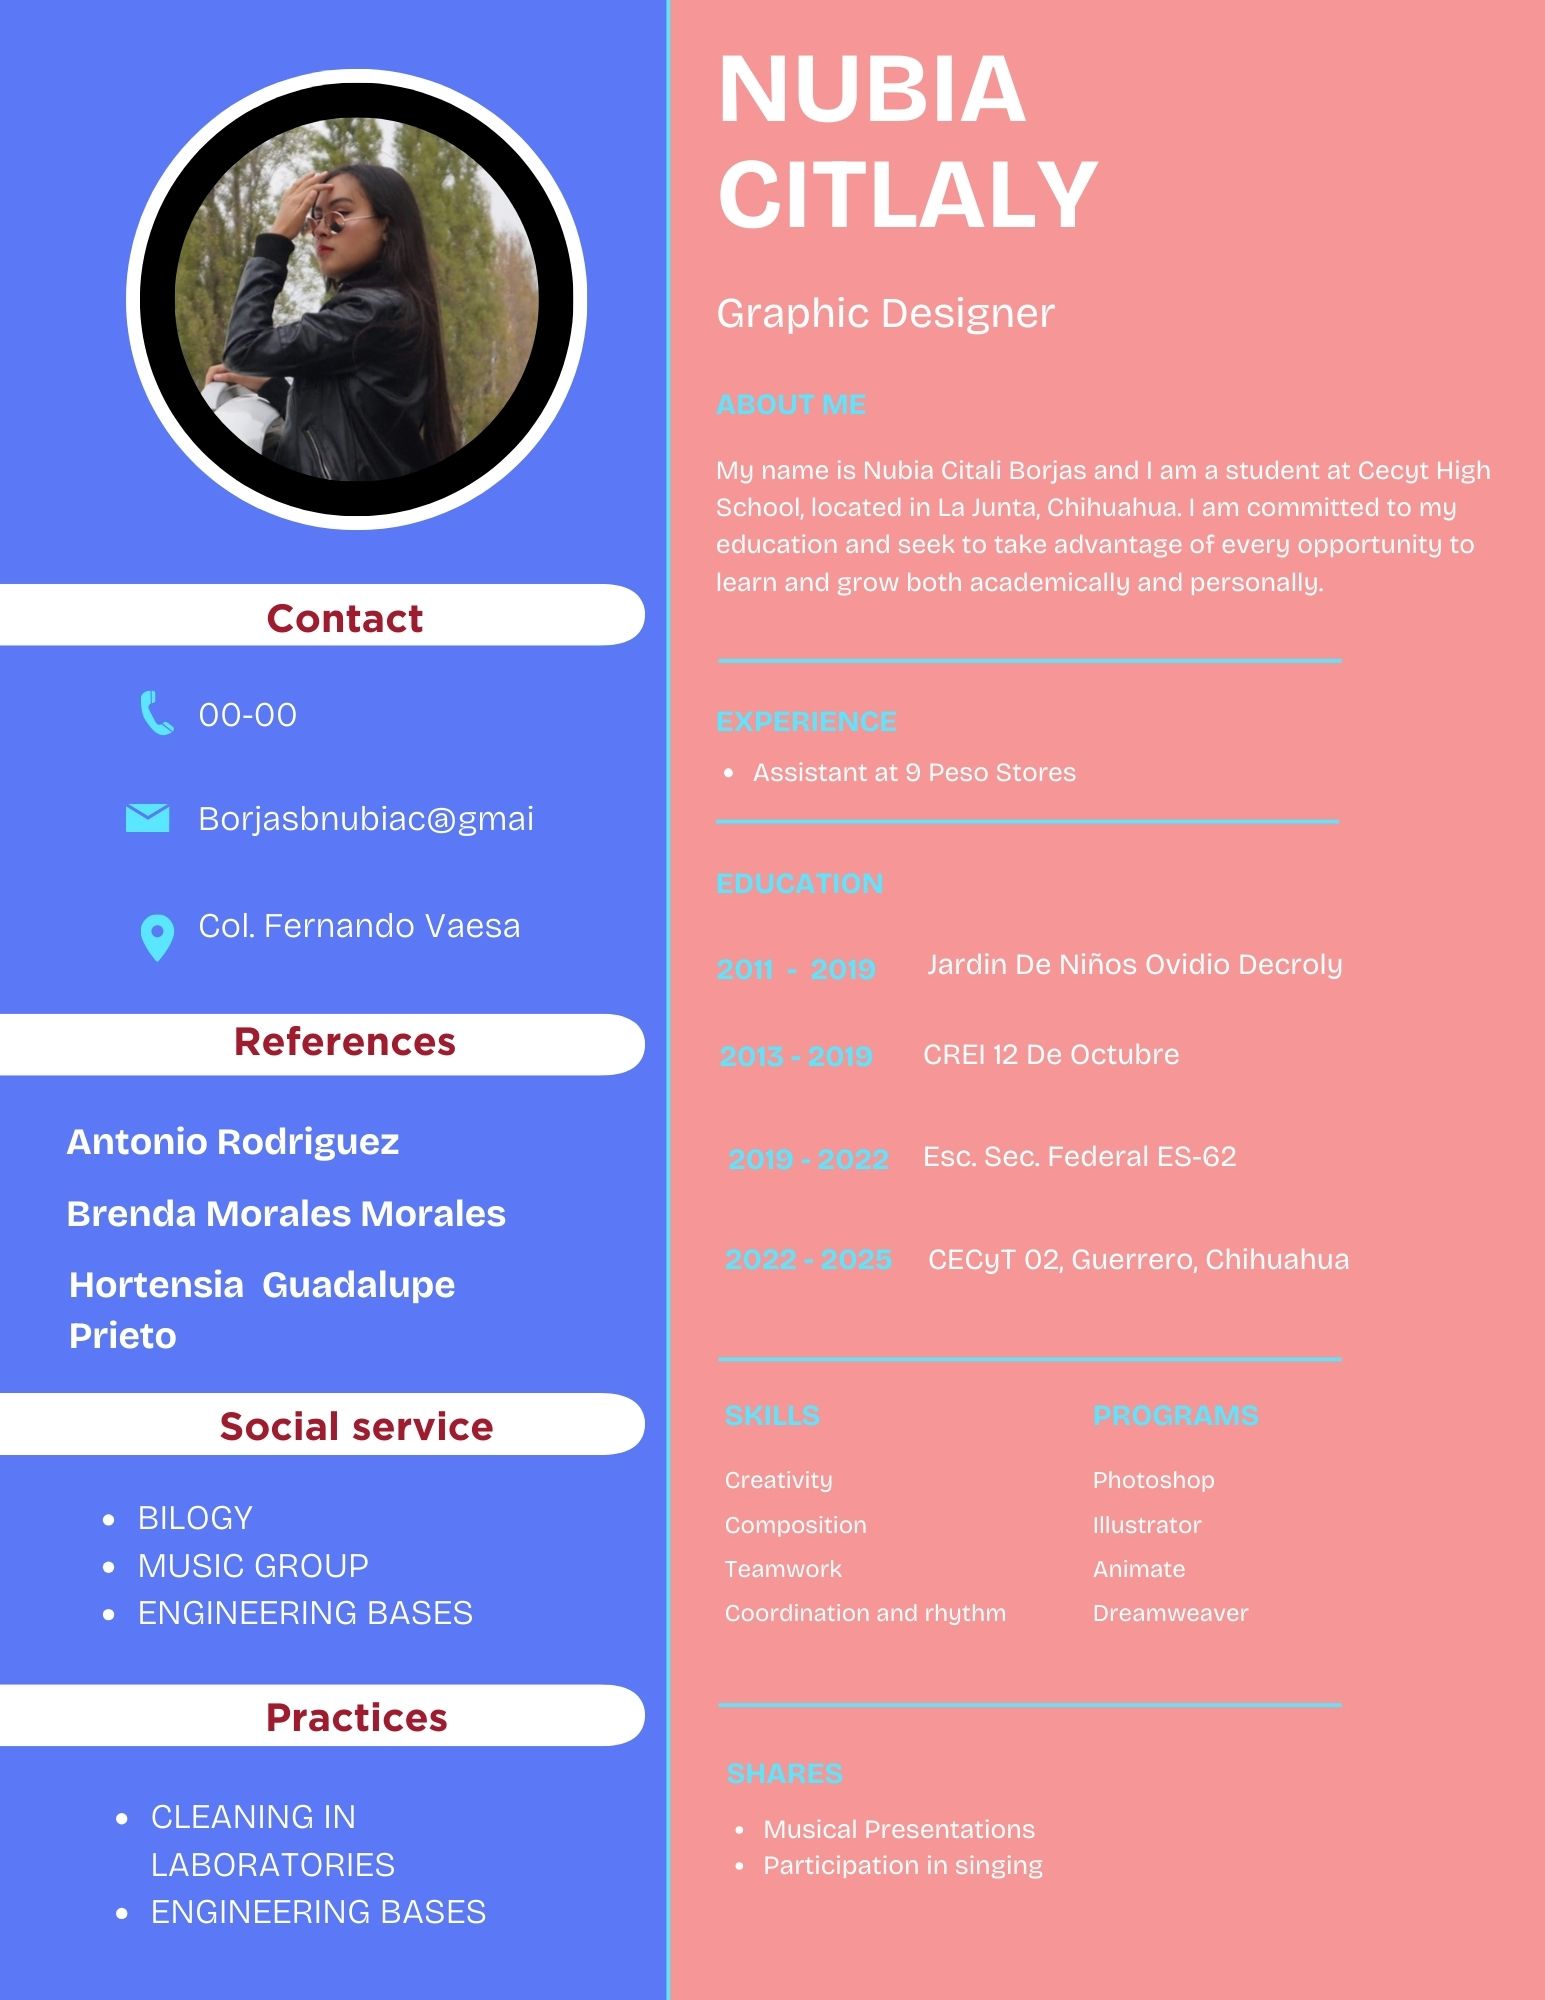 Contact
00-00
Borjasbnubiac@gmai
Col. Fernando Vaesa
References
Antonio Rodriguez
Brenda Morales Morales
Hortensia  Guadalupe
Prieto
Social service
BILOGY
MUSIC GROUP
ENGINEERING BASES
Practices
CLEANING IN
LABORATORIES
ENGINEERING BASES
NUBIA
CITLALY
Graphic Designer
ABOUT ME
My name is Nubia Citali Borjas and I am a student at Cecyt High
School, located in La Junta, Chihuahua. I am committed to my
education and seek to take advantage of every opportunity to
learn and grow both academically and personally.
EXPERIENCE
Assistant at 9 Peso Stores
EDUCATION
2011 - 2019 Jardin De Niños Ovidio Decroly
2013 - 2019 CREI 12 De Octubre
2019 - 2022 Esc. Sec. Federal ES-62
2022 - 2025 CECyT 02, Guerrero, Chihuahua
SKILLS
Creativity
Composition
Teamwork
Coordination and rhythm
PROGRAMS
Photoshop
Illustrator
Animate
Dreamweaver
SHARES
Musical Presentations
Participation in singing